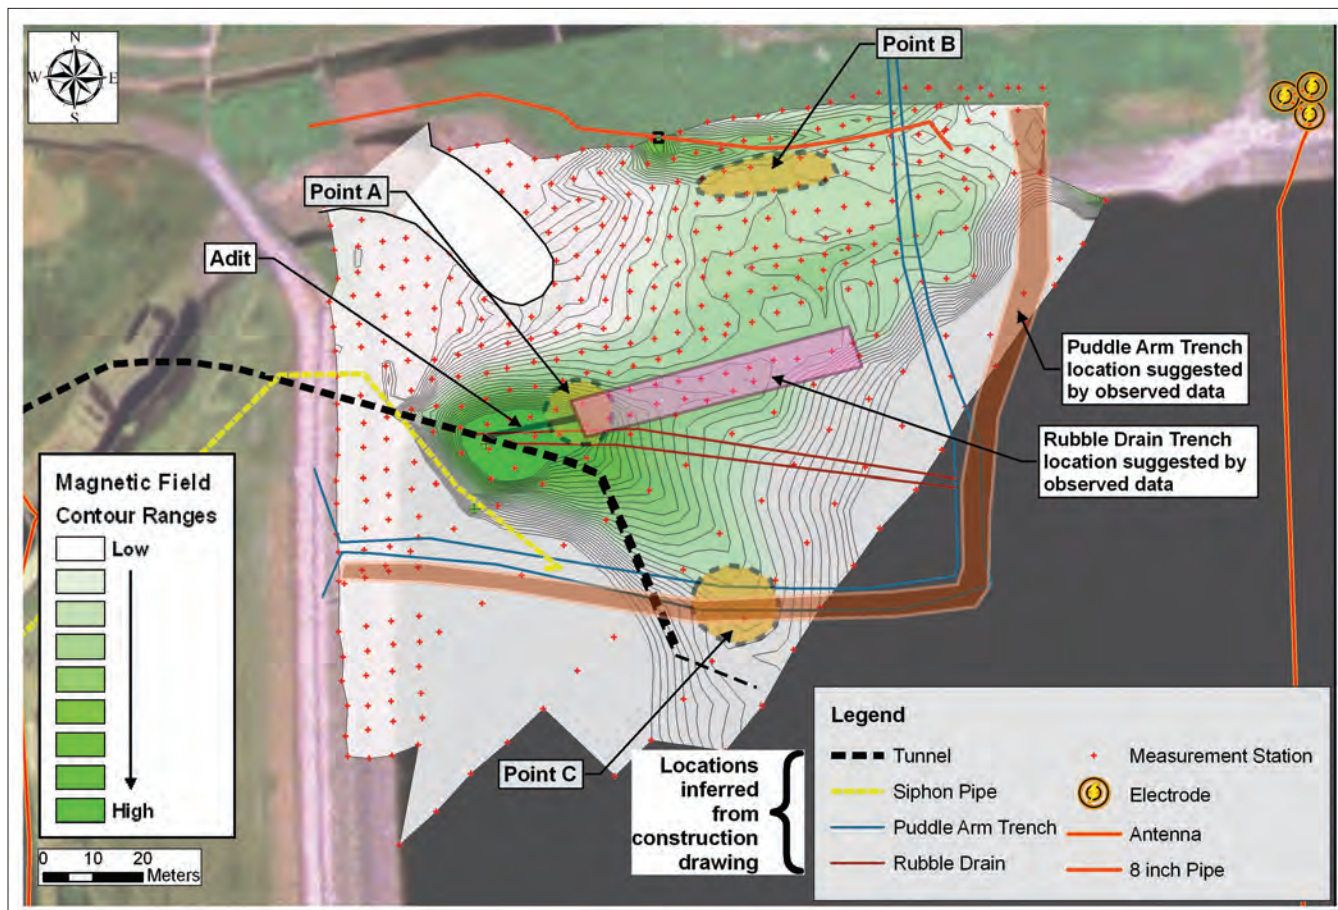 N
W E
S
Point B
Point A
Adit
Puddle Arm Trench
location suggested
by observed data
Rubble Drain Trench
location suggested by
observed data
Magnetic Field
Contour Ranges
Low
High
0 10 20
Meters
Point C
Locations
inferred
from
construction
drawing
Legend
Tunnel
Siphon Pipe
Puddle Arm Trench
Rubble Drain
Measurement Station
Electrode
Antenna
8 inch Pipe